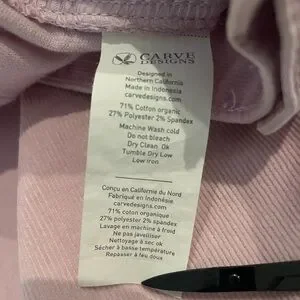 CARVE
DESIGNS
Designed in
Northern California
Made in Indonesia
carvedesigns.com
71% Cotton organic
27% Polyester 2% Spandex
Machine Wash cold
Do not bleach
Dry Clean Ok
Tumble Dry Low
Low iron
Conçu en Californie du Nord
Fabriqué en Indonésie
carvedesigns.com
71% coton organique
27% polyester 2% spandex
Lavage en machine à froid
Ne pas javelliser
Nettoyage à sec ok
Sécher à basse température
Repasser à feu doux